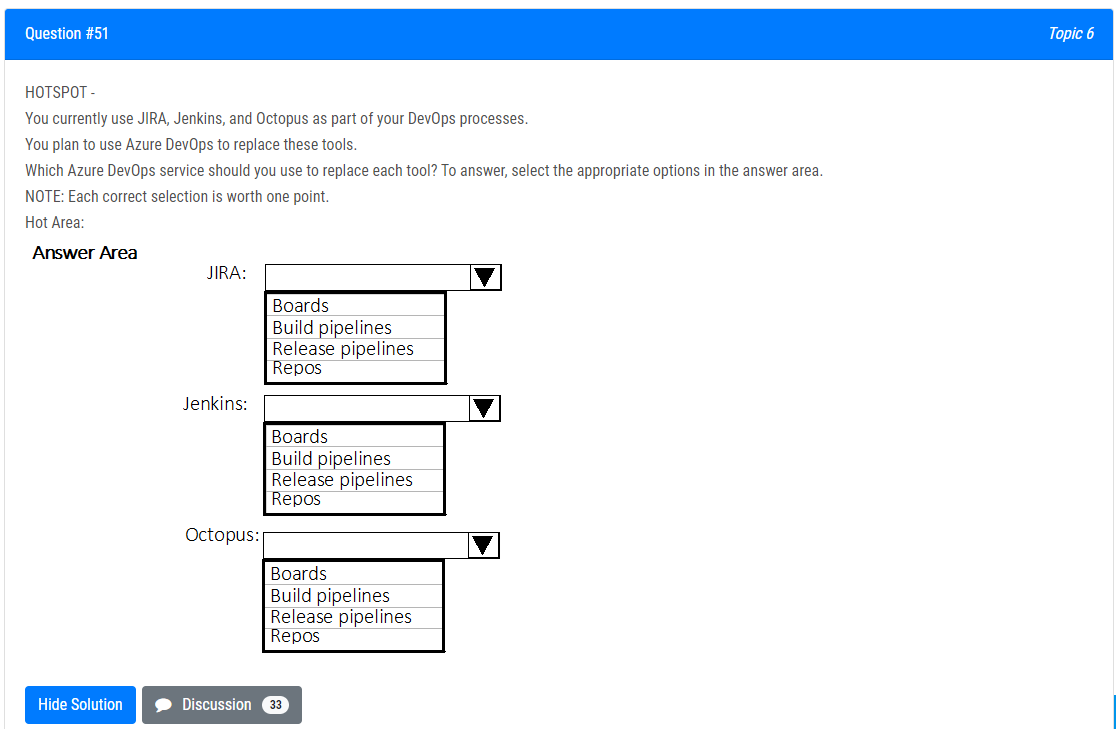 Question #51
Topic 6
HOTSPOT -
You currently use JIRA, Jenkins, and Octopus as part of your DevOps processes.
You plan to use Azure DevOps to replace these tools.
Which Azure DevOps service should you use to replace each tool? To answer, select the appropriate options in the answer area.
NOTE: Each correct selection is worth one point.
Hot Area:
Answer Area
JIRA:
Boards
Build pipelines
Release pipelines
Repos
Jenkins:
Boards
Build pipelines
Release pipelines
Repos
Octopus:
Boards
Build pipelines
Release pipelines
Repos
Hide Solution
Discussion 33